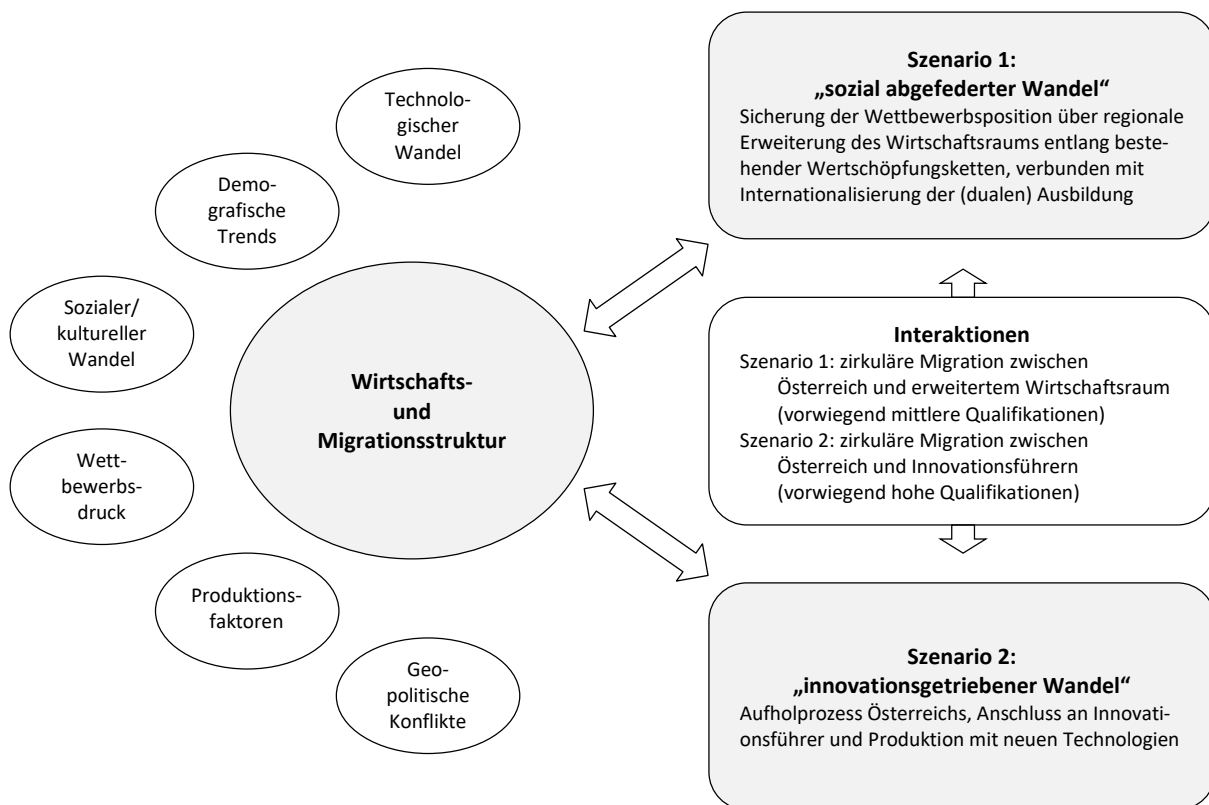 Technolo-
gischer
Wandel
Demo-
grafische
Trends
Sozialer/
kultureller
Wandel
Wett-
bewerbs-
druck
Produktions-
faktoren
Geo-
politische
Konflikte
Wirtschafts-
und
Migrationsstruktur
Szenario 1:
„sozial abgefederter Wandel“
Sicherung der Wettbewerbsposition über regionale
Erweiterung des Wirtschaftsraums entlang beste-
hender Wertschöpfungsketten, verbunden mit
Internationalisierung der (dualen) Ausbildung
Interaktionen
Szenario 1: zirkuläre Migration zwischen
Österreich und erweitertem Wirtschaftsraum
(vorwiegend mittlere Qualifikationen)
Szenario 2: zirkuläre Migration zwischen
Österreich und Innovationsführern
(vorwiegend hohe Qualifikationen)
Szenario 2:
„innovationsgetriebener Wandel“
Aufholprozess Österreichs, Anschluss an Innovati-
onsführer und Produktion mit neuen Technologien